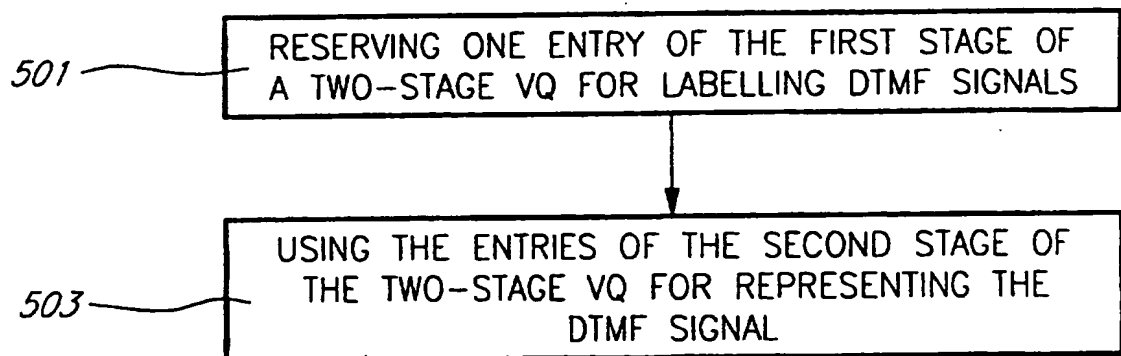 501
RESERVING ONE ENTRY OF THE FIRST STAGE OF
A TWO-STAGE VQ FOR LABELLING DTMF SIGNALS
503
USING THE ENTRIES OF THE SECOND STAGE OF
THE TWO-STAGE VQ FOR REPRESENTING THE
DTMF SIGNAL